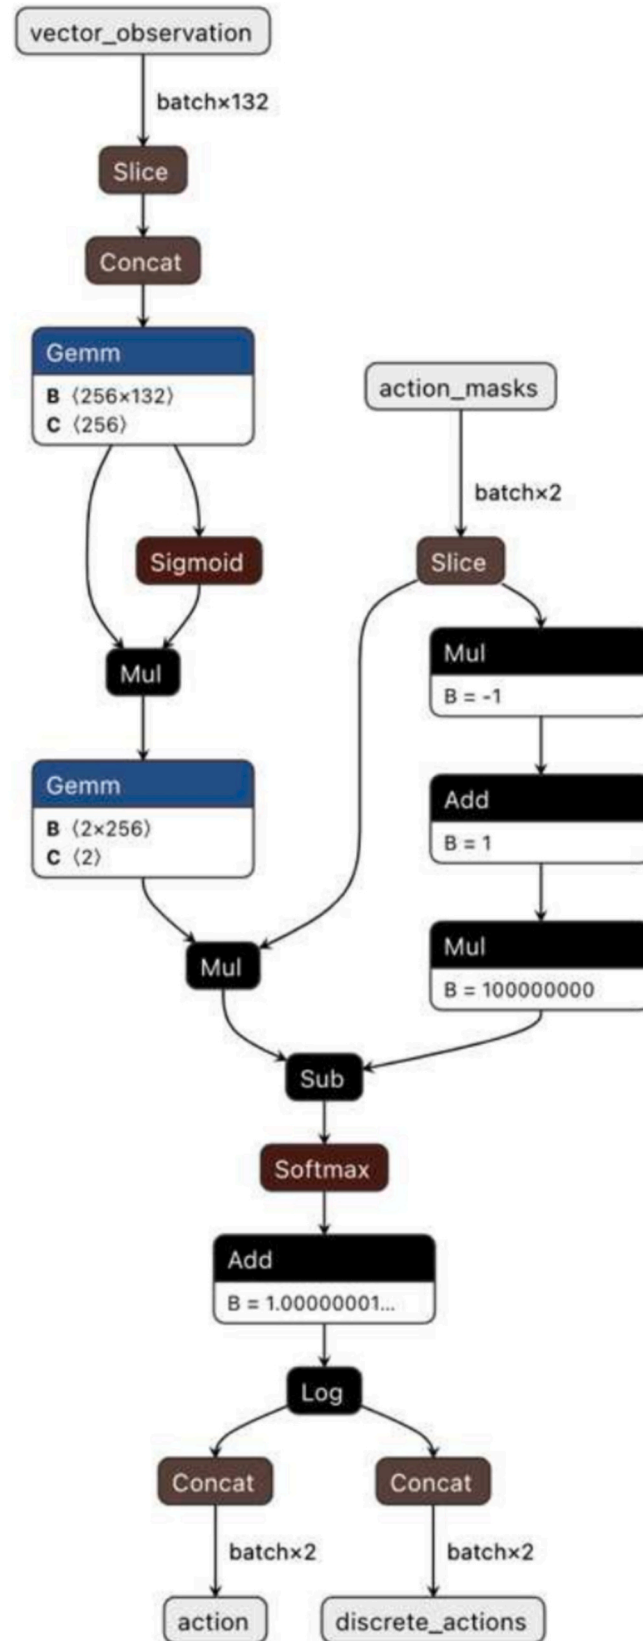 vector_observation
batch×132
Slice
Concat
Gemm
B ⟨256×132⟩
C ⟨256⟩
action_masks
batch×2
Sigmoid
Slice
Mul
B = -1
Mul
Gemm
B ⟨2×256⟩
C ⟨2⟩
Add
B = 1
Mul
Mul
B = 100000000
Sub
Softmax
Add
B = 1.00000001...
Log
Concat
Concat
batch×2
batch×2
action
discrete_actions